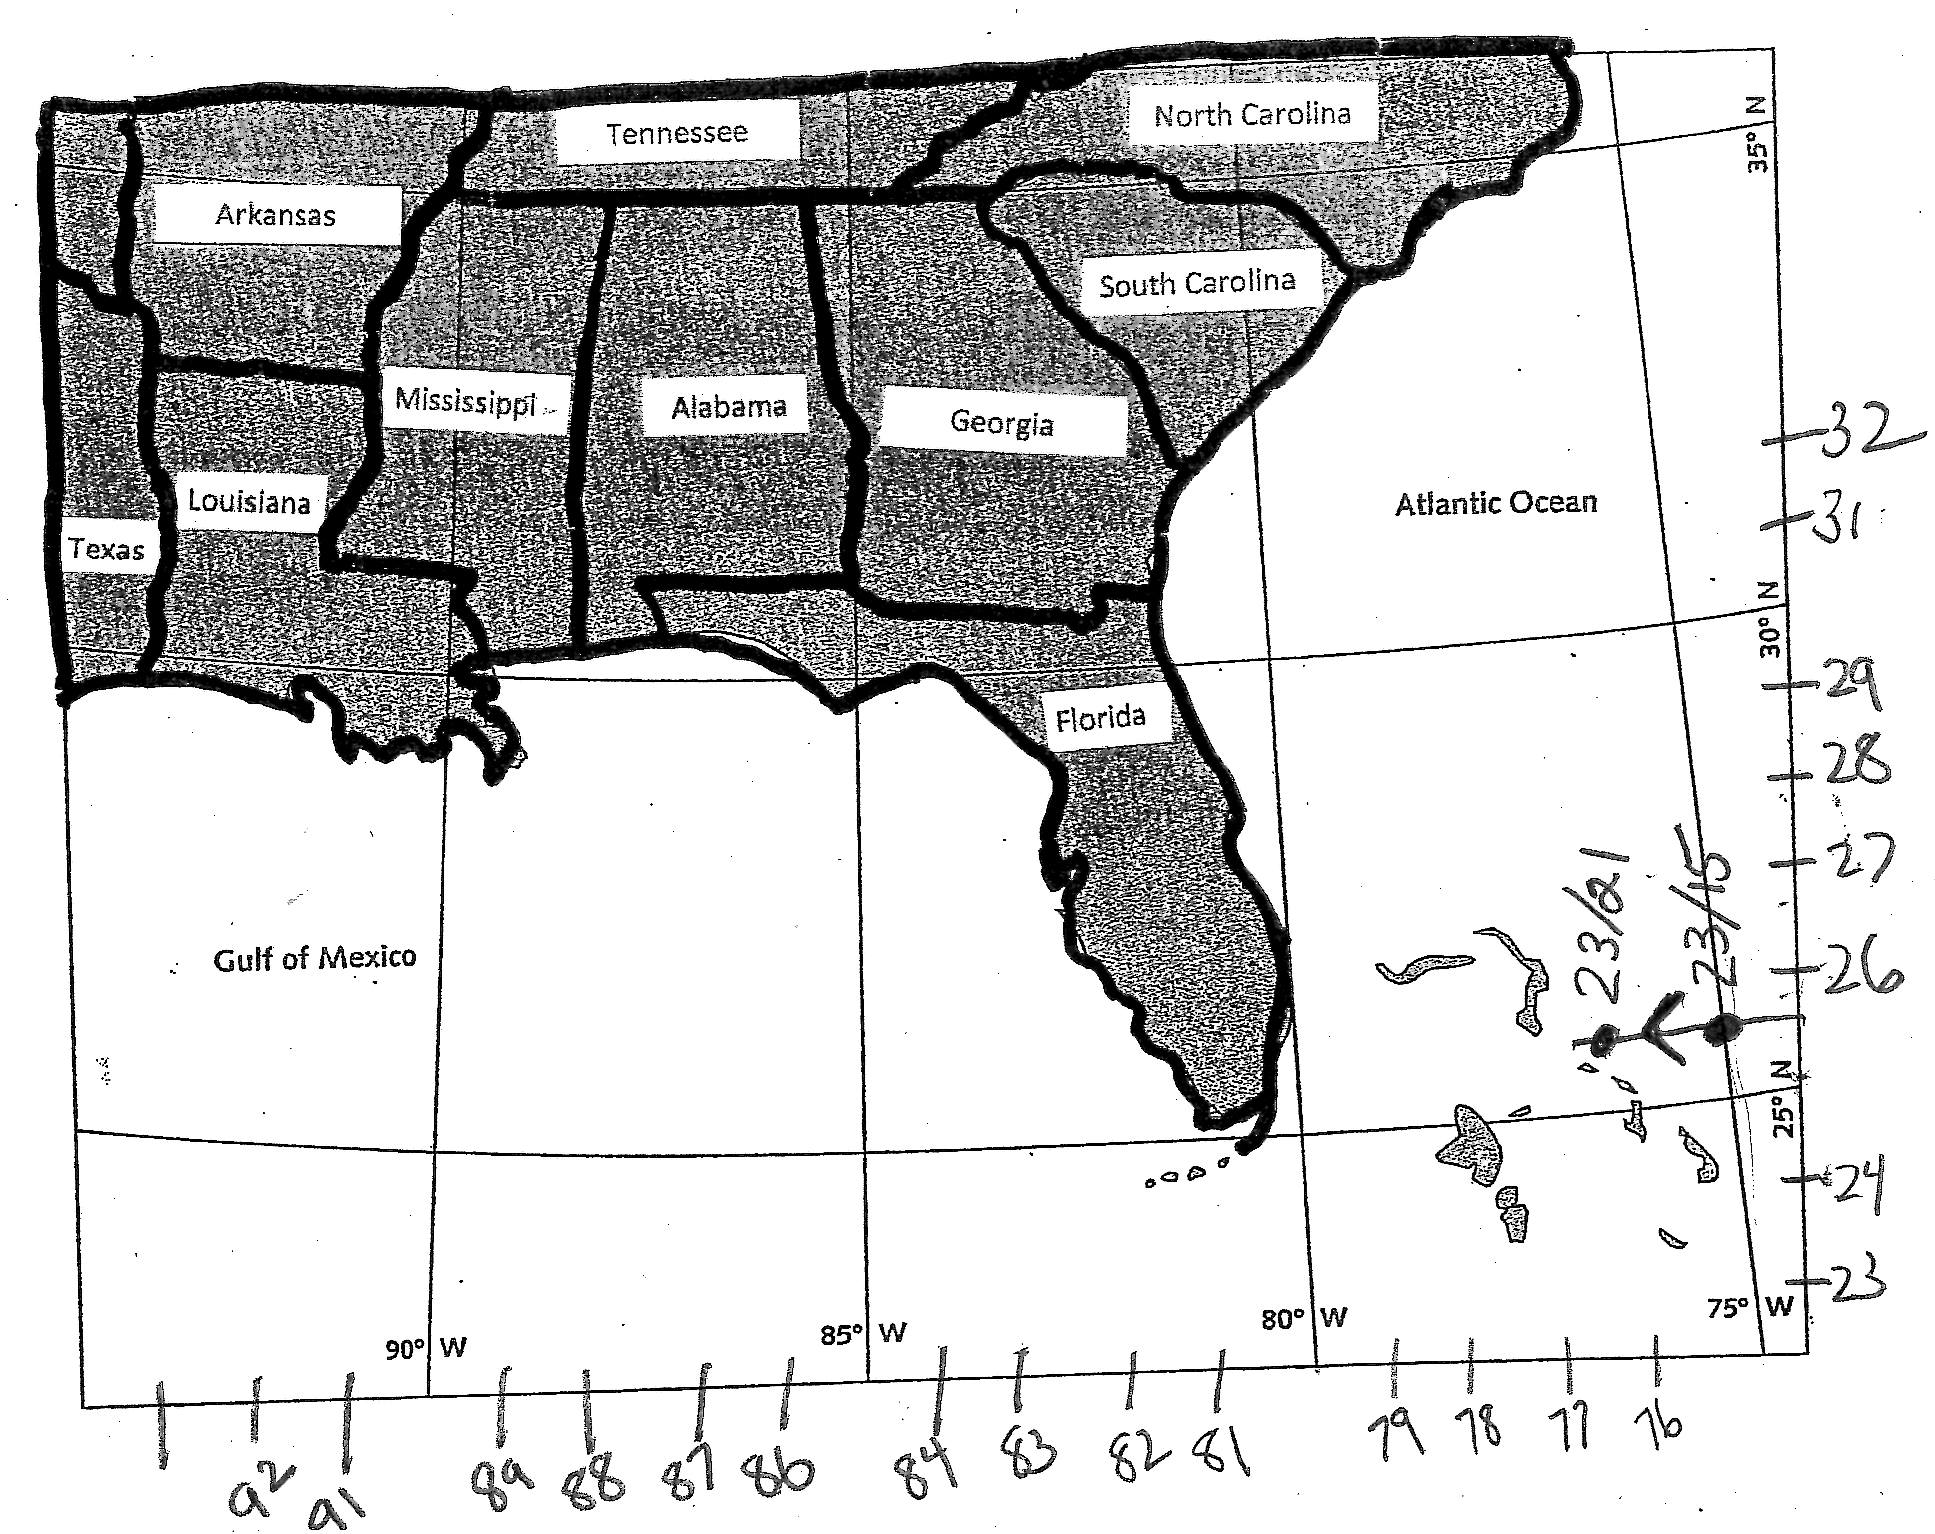 North Carolina
Tennessee
35° N
Arkansas
South Carolina
Mississippi
Alabama
Georgia
32
Louisiana
Atlantic Ocean
31
Texas
30° N
Florida
29
28
27
Gulf of Mexico
23/21
23/15
26
25° N
24
23
90° W
85° W
80° W
75° W
92
91
89
88
87
86
84
83
82
81
79
78
77
76